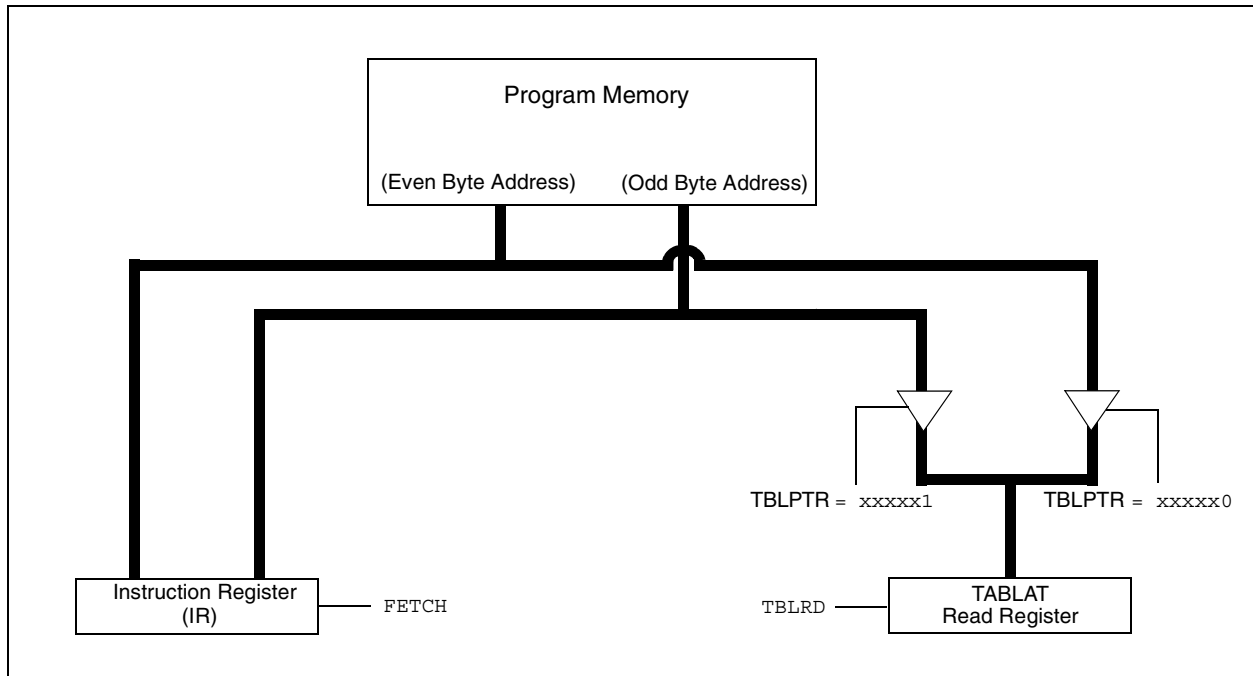 Program Memory
(Even Byte Address) (Odd Byte Address)
TBLPTR = xxxxx1 TBLPTR = xxxxx0
Instruction Register
(IR)
FETCH
TBLRD
TABLAT
Read Register